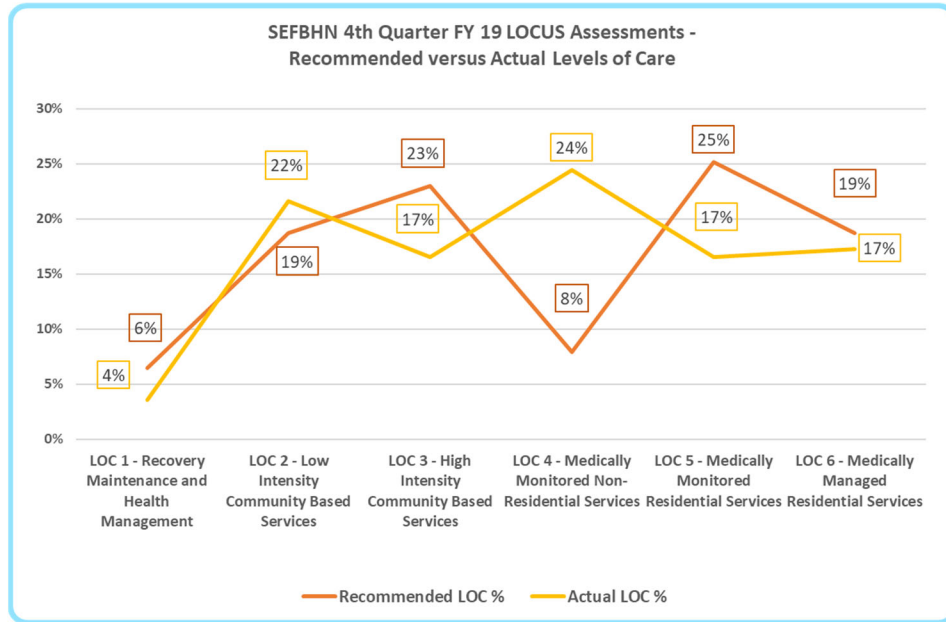 SEFBHN 4th Quarter FY 19 LOCUS Assessments -
Recommended versus Actual Levels of Care
30%
25%
20%
15%
10%
5%
0%
6%
4%
22%
19%
23%
17%
24%
8%
25%
17%
19%
17%
LOC 1 - Recovery
Maintenance and
Health
Management
LOC 2 - Low
Intensity
Community Based
Services
LOC 3 - High
Intensity
Community Based
Services
LOC 4 - Medically
Monitored Non-
Residential Services
LOC 5 - Medically
Monitored
Residential Services
LOC 6 - Medically
Managed
Residential Services
Recommended LOC %
Actual LOC %